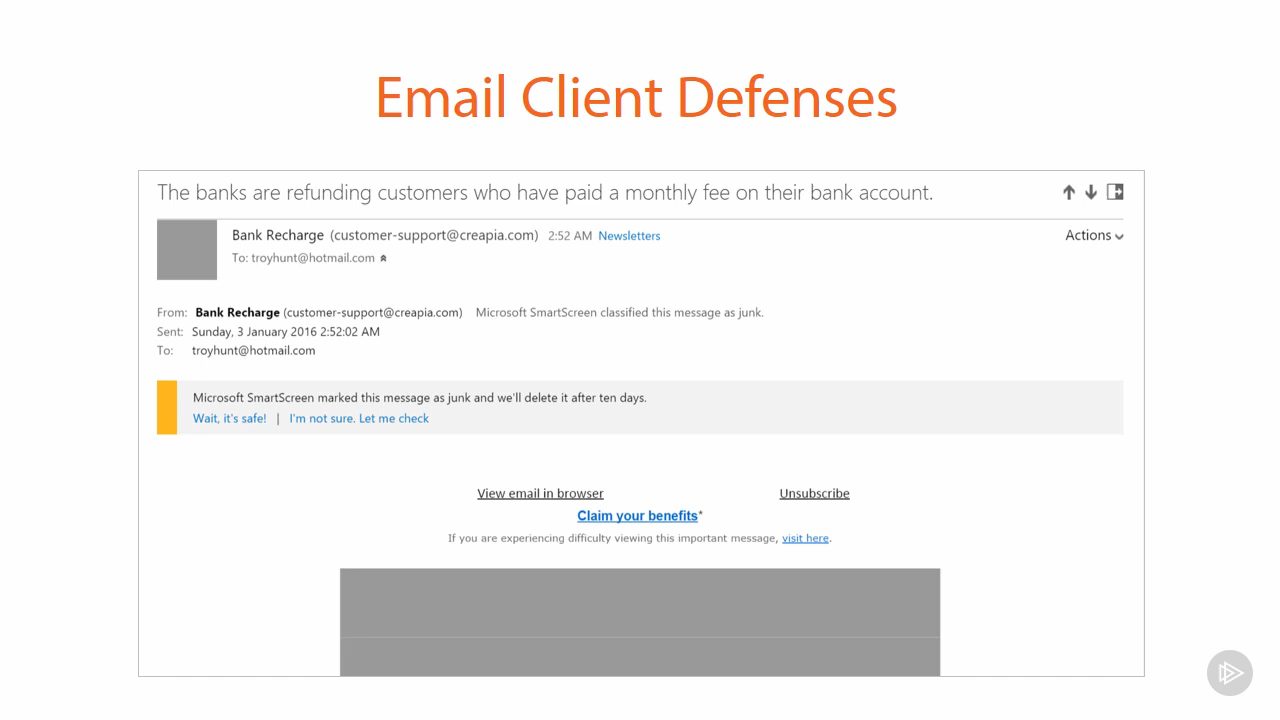 Email Client Defenses
The banks are refunding customers who have paid a monthly fee on their bank account.
Bank Recharge (customer-support@creapia.com) 2:52 AM Newsletters
Actions
To: troyhunt@hotmail.com
From: Bank Recharge (customer-support@creapia.com) Microsoft SmartScreen classified this message as junk.
Sent: Sunday, 3 January 2016 2:52:02 AM
To: troyhunt@hotmail.com
Microsoft SmartScreen marked this message as junk and we'll delete it after ten days.
Wait, it's safe! | I'm not sure. Let me check
View email in browser Unsubscribe
Claim your benefits*
If you are experiencing difficulty viewing this important message, visit here.